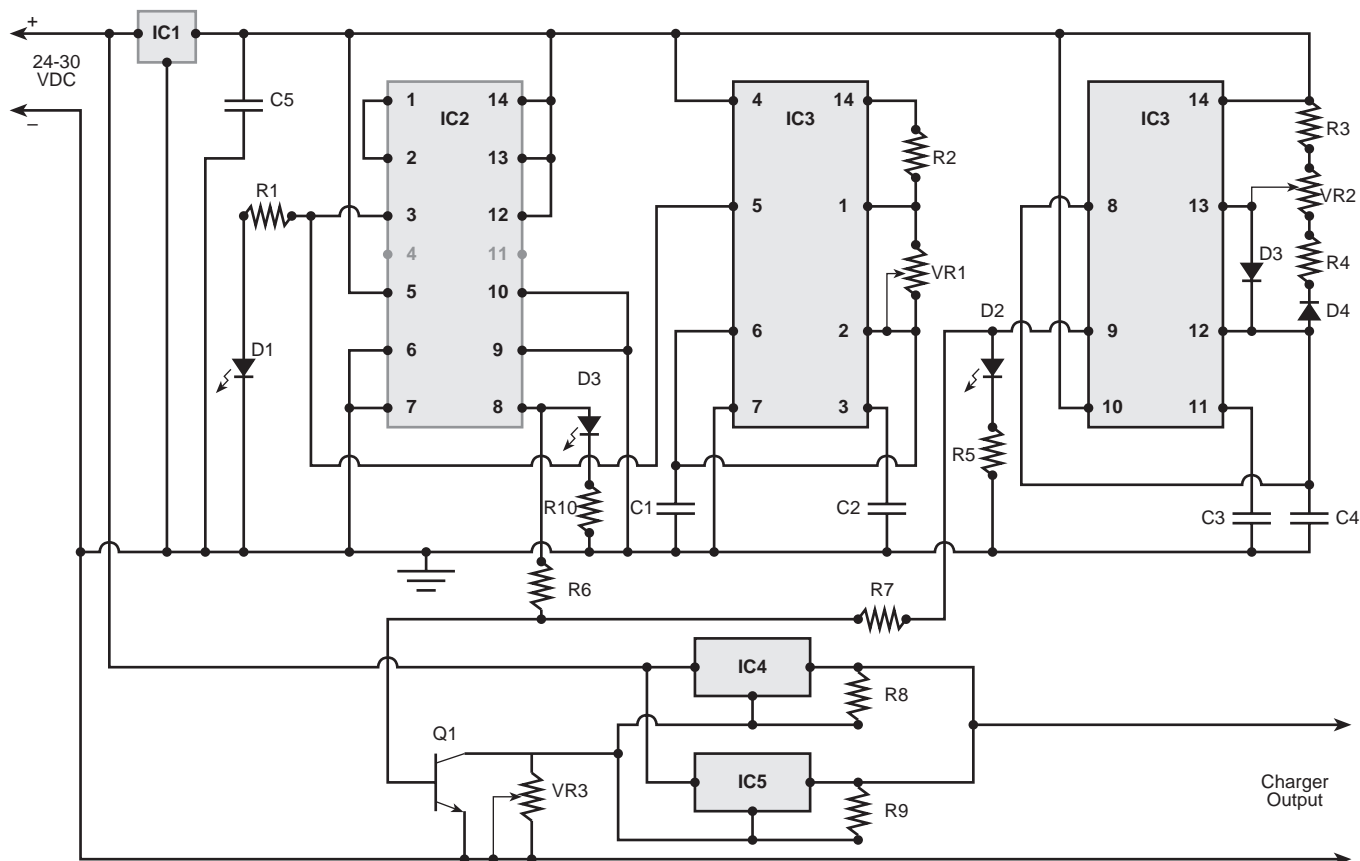 +
IC1
24-30
VDC
–
C5
1
14
IC2
2
13
R1
3
12
4
11
5
10
6
9
7
8
D1
D3
R10
4
14
IC3
R2
5
1
VR1
6
2
7
3
C1
C2
14
IC3
R3
8
13
VR2
D3
R4
D2
9
12
D4
10
11
R5
C3
C4
R6
R7
IC4
R8
Q1
VR3
IC5
R9
Charger
Output